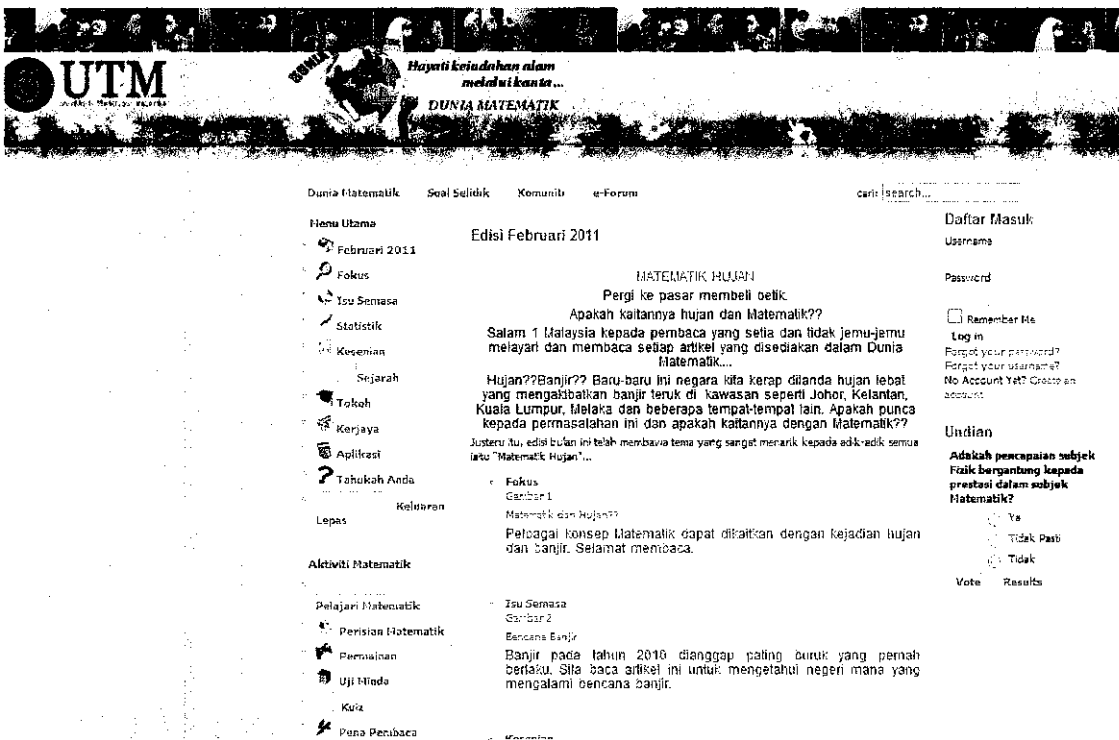 UTM
Hayati keindahan alam
melalui kanta ...
DUNIA MATEMATIK
Dunia Matematik Soal Selidik Komuniti e-Forum
cari: search...
Menu Utama
Februari 2011
Fokus
Isu Semasa
Statistik
Kesenian
Sejarah
Tokoh
Kerjaya
Aplikasi
Tahukah Anda
Keluaran
Lepas
Aktiviti Matematik
Pelajari Matematik
Perisian Matematik
Permainan
Uji Minda
Kuiz
Pena Pembaca
Edisi Februari 2011
MATEMATIK HUJAN
Pergi ke pasar membeli betik.
Apakah kaitannya hujan dan Matematik??
Salam 1 Malaysia kepada pembaca yang setia dan tidak jemu-jemu
melayari dan membaca setiap artikel yang disediakan dalam Dunia
Matematik....
Hujan??Banjir?? Baru-baru ini negara kita kerap dilanda hujan lebat
yang mengakibatkan banjir teruk di kawasan seperti Johor, Kelantan,
Kuala Lumpur, Melaka dan beberapa tempat-tempat lain. Apakah punca
kepada permasalahan ini dan apakah kaitannya dengan Matematik??
Justeru itu, edisi bulan ini telah membawa tema yang sangat menarik kepada adik-adik semua
iaitu "Matematik Hujan"...
Fokus
Gambar 1
Matematik dan Hujan??
Pelbagai konsep Matematik dapat dikaitkan dengan kejadian hujan
dan banjir. Selamat membaca.
Isu Semasa
Gambar 2
Bencana Banjir
Banjir pada tahun 2010 dianggap paling buruk yang pernah
berlaku. Sila baca artikel ini untuk mengetahui negeri mana yang
mengalami bencana banjir.
Kesenian
Daftar Masuk
Username
Password
Remember Me
Log in
Forgot your password?
Forgot your username?
No Account Yet? Create an
account
Undian
Adakah pencapaian subjek
Fizik bergantung kepada
prestasi dalam subjek
Matematik?
Ya
Tidak Pasti
Tidak
Vote Results